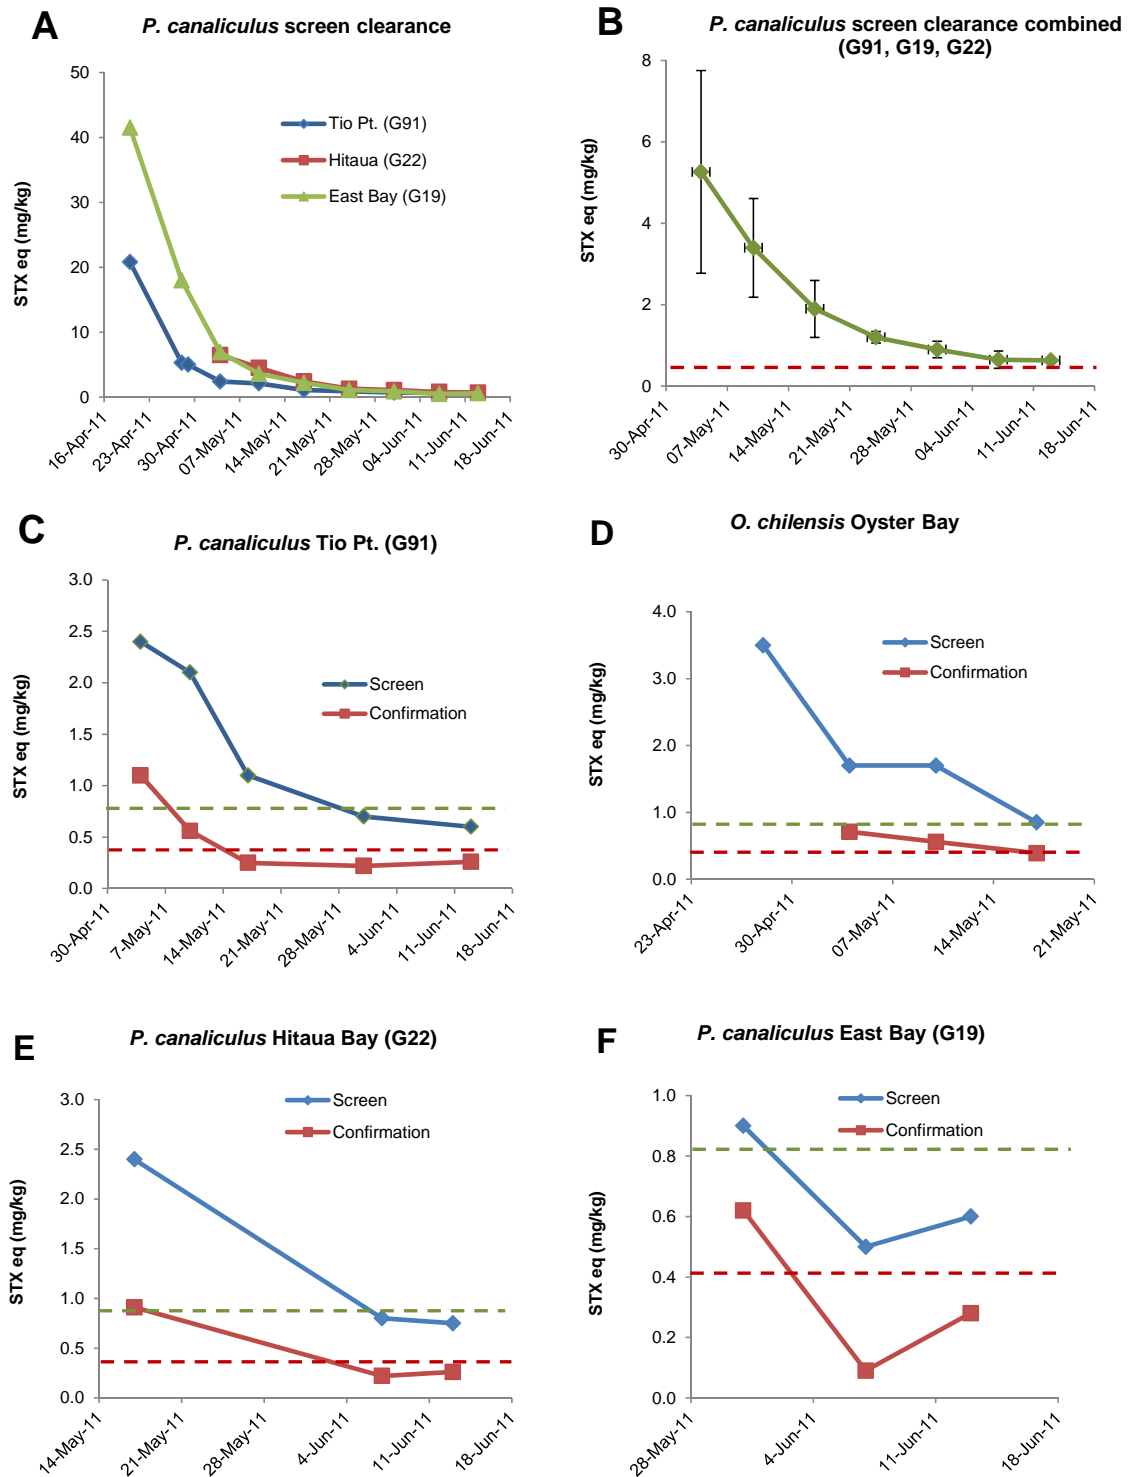 A
P. canaliculus screen clearance
STX eq (mg/kg)
50
40
30
20
10
0
Tio Pt. (G91)
Hitaua (G22)
East Bay (G19)
16-Apr-11
23-Apr-11
30-Apr-11
07-May-11
14-May-11
21-May-11
28-May-11
04-Jun-11
11-Jun-11
18-Jun-11
B
P. canaliculus screen clearance combined
(G91, G19, G22)
STX eq (mg/kg)
8
6
4
2
0
30-Apr-11
07-May-11
14-May-11
21-May-11
28-May-11
04-Jun-11
11-Jun-11
18-Jun-11
C
P. canaliculus Tio Pt. (G91)
STX eq (mg/kg)
3.0
2.5
2.0
1.5
1.0
0.5
0.0
Screen
Confirmation
30-Apr-11
7-May-11
14-May-11
21-May-11
28-May-11
4-Jun-11
11-Jun-11
18-Jun-11
D
O. chilensis Oyster Bay
STX eq (mg/kg)
4.0
3.0
2.0
1.0
0.0
Screen
Confirmation
23-Apr-11
30-Apr-11
07-May-11
14-May-11
21-May-11
E
P. canaliculus Hitaua Bay (G22)
STX eq (mg/kg)
3.0
2.5
2.0
1.5
1.0
0.5
0.0
Screen
Confirmation
14-May-11
21-May-11
28-May-11
4-Jun-11
11-Jun-11
18-Jun-11
F
P. canaliculus East Bay (G19)
STX eq (mg/kg)
1.0
0.8
0.6
0.4
0.2
0.0
Screen
Confirmation
28-May-11
4-Jun-11
11-Jun-11
18-Jun-11